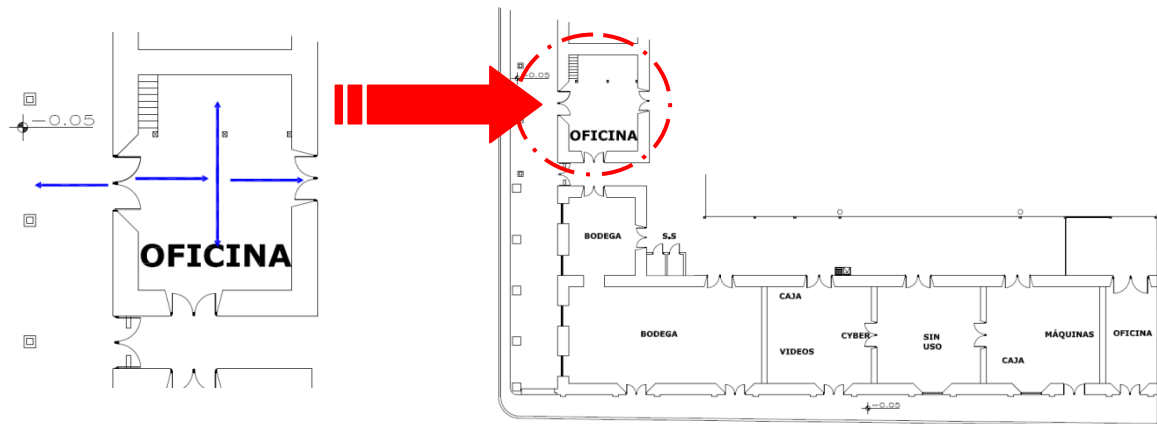 -0.05
OFICINA
-0.05
OFICINA
BODEGA
S.S
BODEGA
CAJA
VIDEOS
CYBER
SIN
USO
CAJA
MÁQUINAS
OFICINA
-0.05